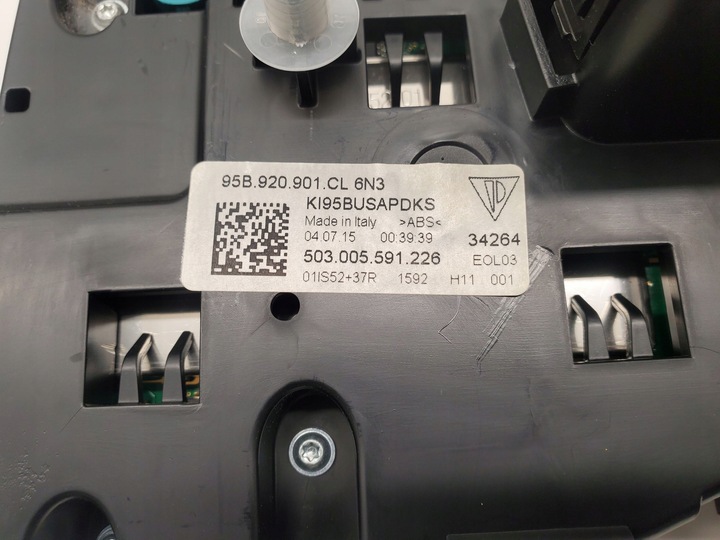 95B.920.901.CL 6N3
KI95BUSAPDKS
Made in Italy >ABS<
04.07.15 00:39:39 34264
503.005.591.226 EOL03
01IS52+37R 1592 H11 001